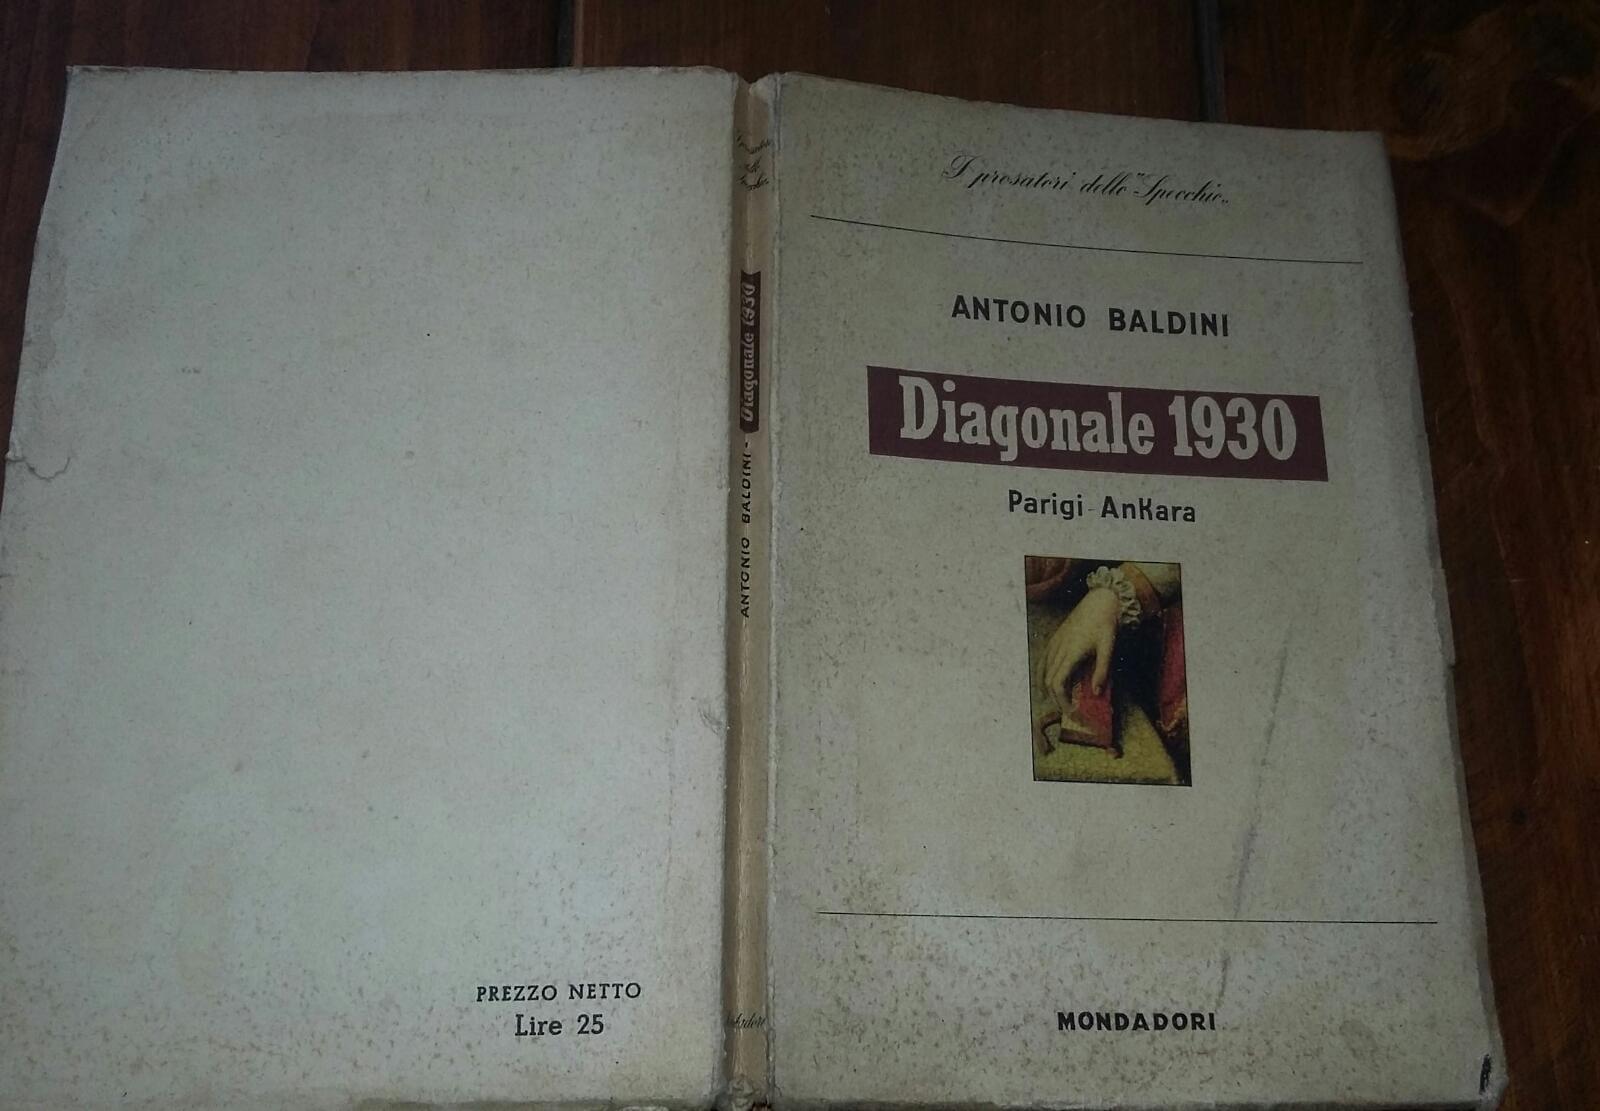 I prosatori dello "Specchio„
ANTONIO BALDINI
Diagonale 1930
Parigi - AnKara
MONDADORI
ANTONIO BALDINI - Diagonale 1930
PREZZO NETTO
Lire 25